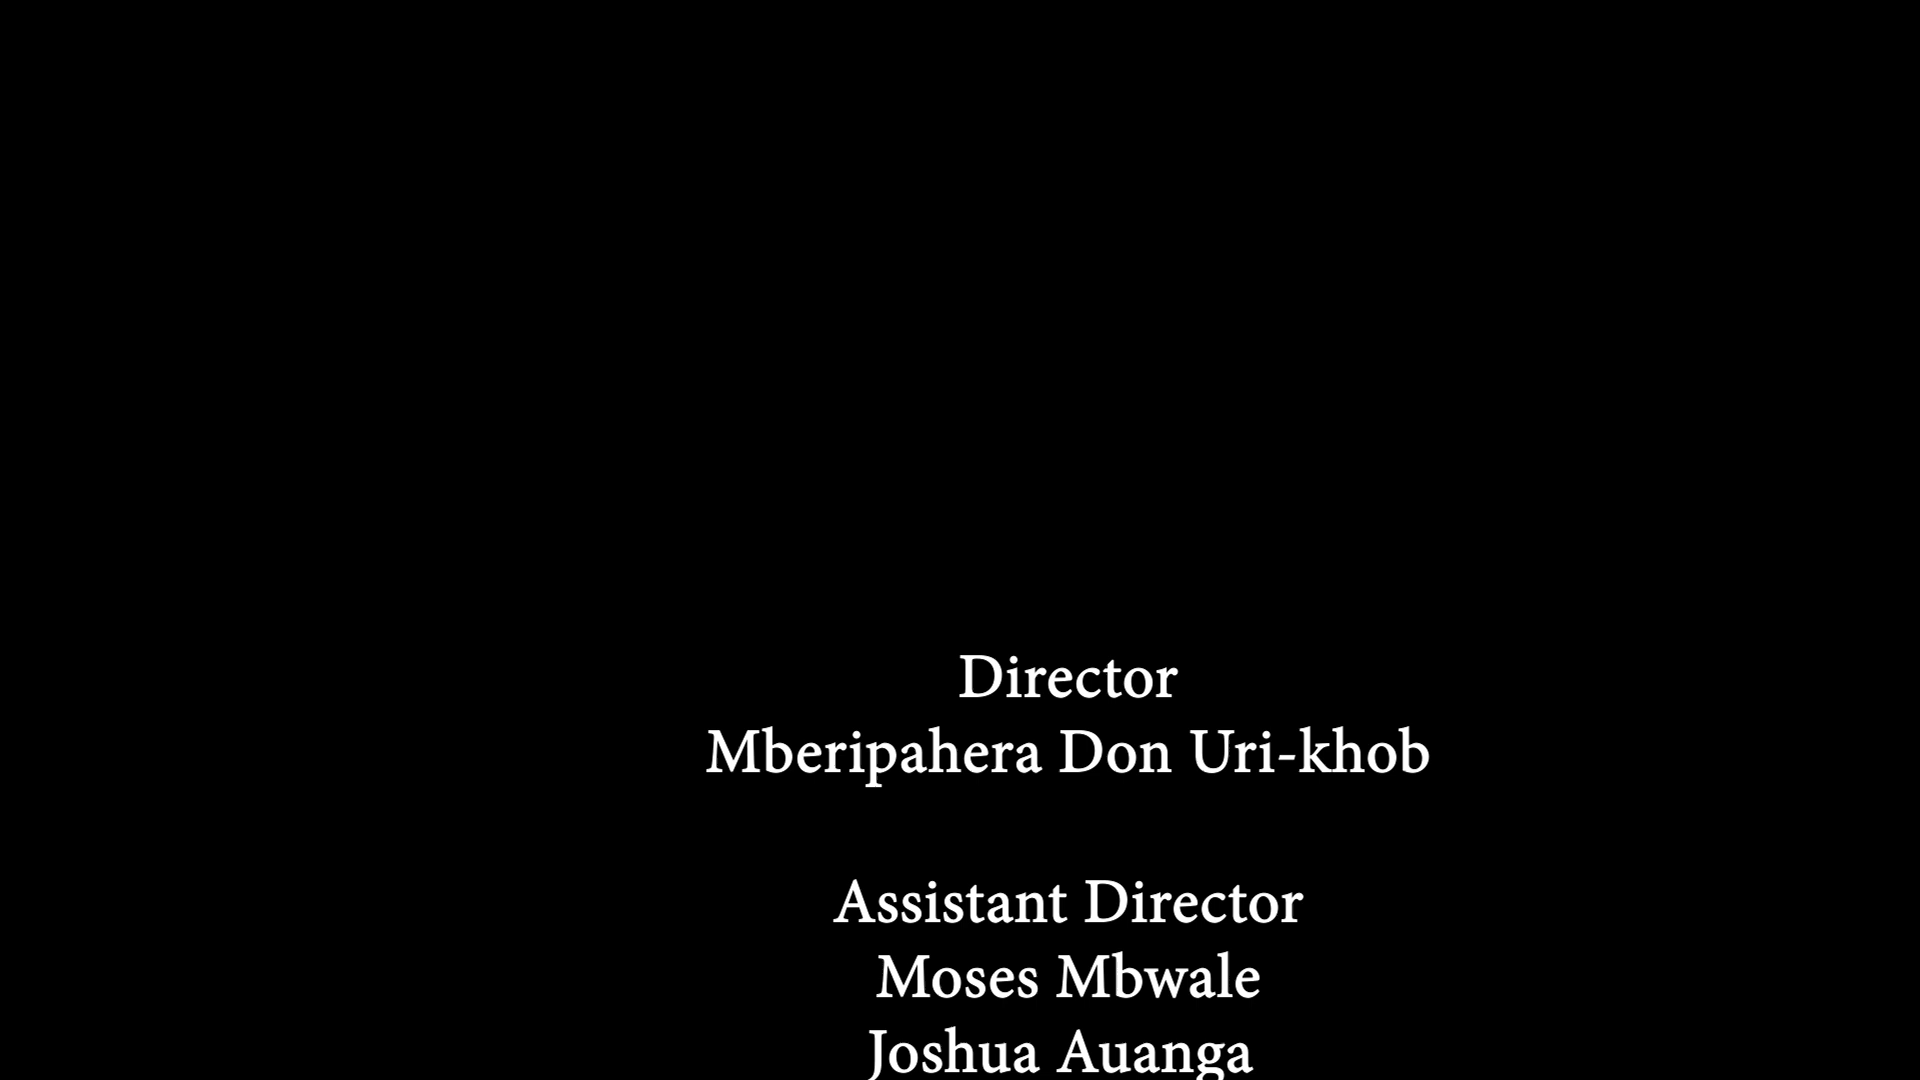 Director
Mberipahera Don Uri-khob
Assistant Director
Moses Mbwale
Joshua Auanga